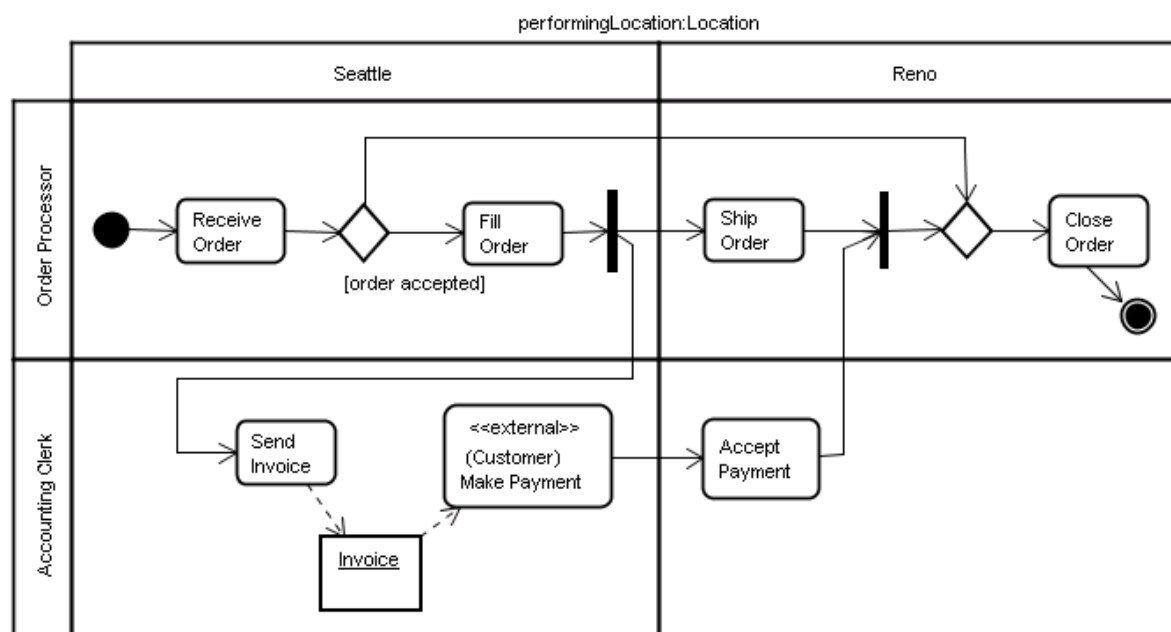 performingLocation:Location
Seattle
Reno
Order Processor
Receive
Order
[order accepted]
Fill
Order
Ship
Order
Close
Order
Accounting Clerk
Send
Invoice
Invoice
<<external>>
(Customer)
Make Payment
Accept
Payment